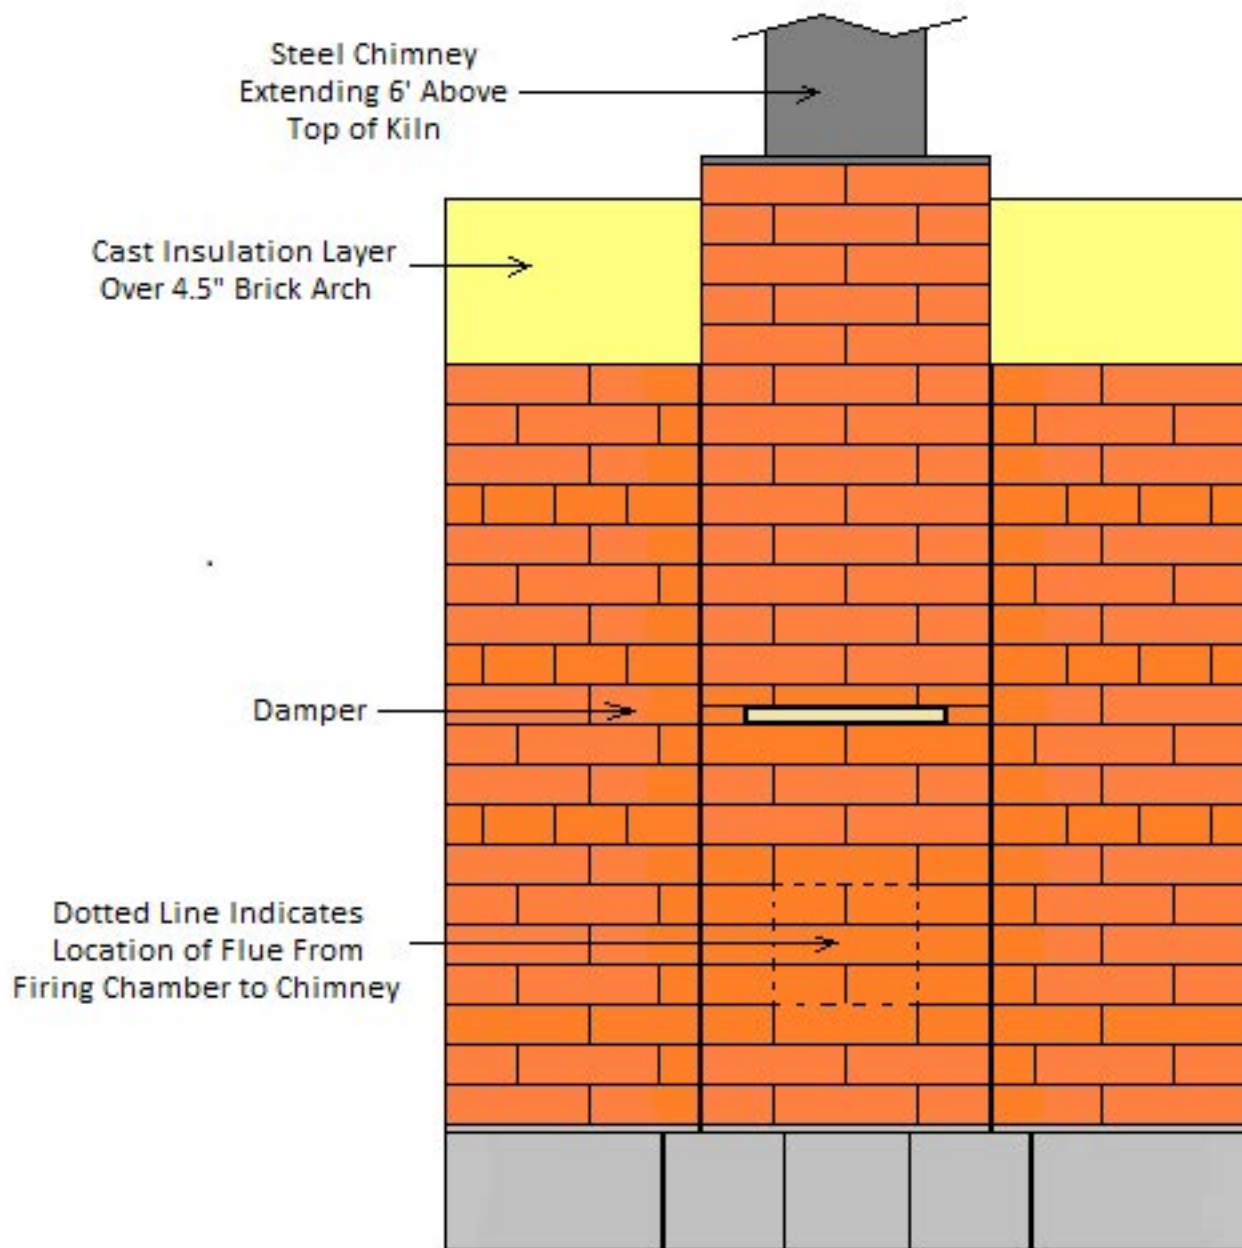 Steel Chimney
Extending 6' Above
Top of Kiln
Cast Insulation Layer
Over 4.5" Brick Arch
Damper
Dotted Line Indicates
Location of Flue From
Firing Chamber to Chimney